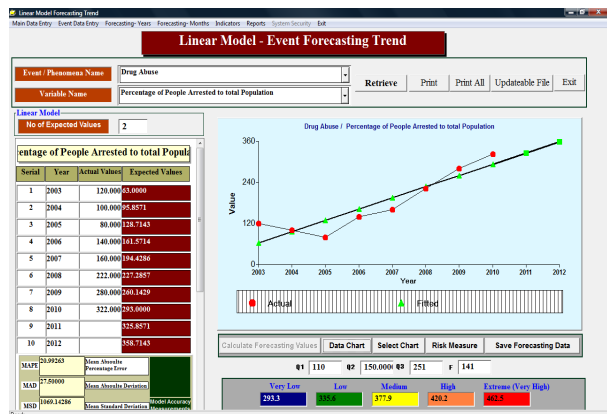 Linear Model Forecasting Trend
Main Data Entry Event Data Entry Forecasting- Years Forecasting- Months Indicators Reports System Security Exit
Linear Model - Event Forecasting Trend
Event / Phenomena Name Drug Abuse
Variable Name Percentage of People Arrested to total Population
Retrieve Print Print All Updateable File Exit
Linear Model
No of Expected Values 2
entage of People Arrested to total Popula
Serial Year Actual Values Expected Values
1 2003 120.000 63.0000
2 2004 100.000 95.8571
3 2005 80.000 128.7143
4 2006 140.000 161.5714
5 2007 160.000 194.4286
6 2008 222.000 227.2857
7 2009 280.000 260.1429
8 2010 322.000 293.0000
9 2011 325.8571
10 2012 358.7143
MAPE 20.99263 Mean Absoulte Percentage Error
MAD 27.50000 Mean Absoulte Deviation
MSD 1069.14286 Mean Standard Deviation
Model Accuracy
Drug Abuse / Percentage of People Arrested to total Population
Value
360
240
120
0
2003 2004 2005 2006 2007 2008 2009 2010 2011 2012
Year
Actual Fitted
Calculate Forecasting Values Data Chart Select Chart Risk Measure Save Forecasting Data
Q1 110 Q2 150.000 Q3 251 F 141
Very Low Low Medium High Extreme (Very High)
293.3 335.6 377.9 420.2 462.5